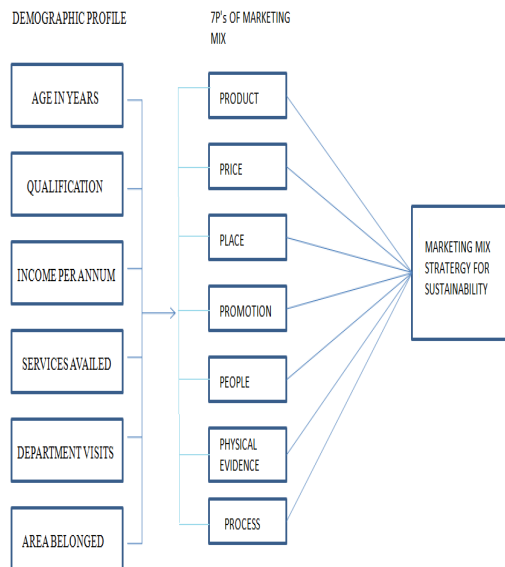 DEMOGRAPHIC PROFILE
AGE IN YEARS
QUALIFICATION
INCOME PER ANNUM
SERVICES AVAILED
DEPARTMENT VISITS
AREA BELONGED
7P's OF MARKETING
MIX
PRODUCT
PRICE
PLACE
PROMOTION
PEOPLE
PHYSICAL
EVIDENCE
PROCESS
MARKETING MIX
STRATERGY FOR
SUSTAINABILITY